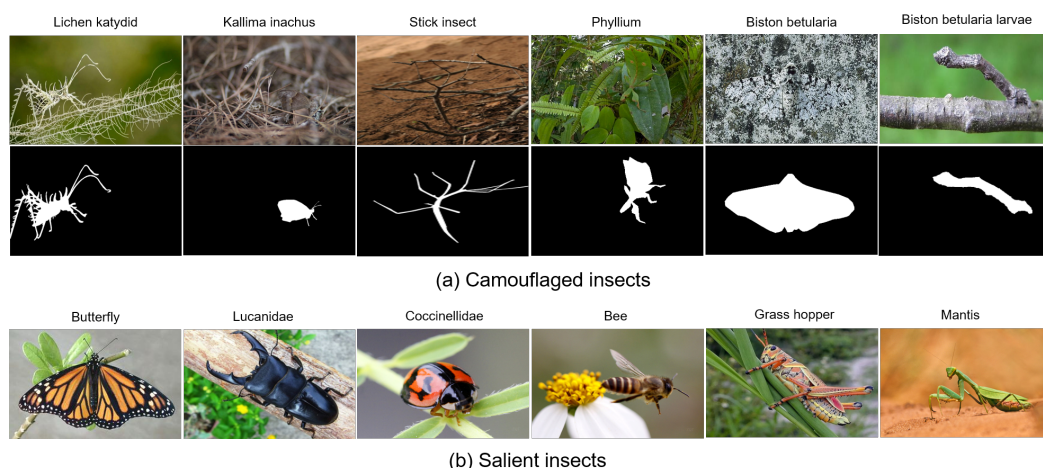 Lichen katydid
Kallima inachus
Stick insect
Phyllium
Biston betularia
Biston betularia larvae
(a) Camouflaged insects
Butterfly
Lucanidae
Coccinellidae
Bee
Grass hopper
Mantis
(b) Salient insects